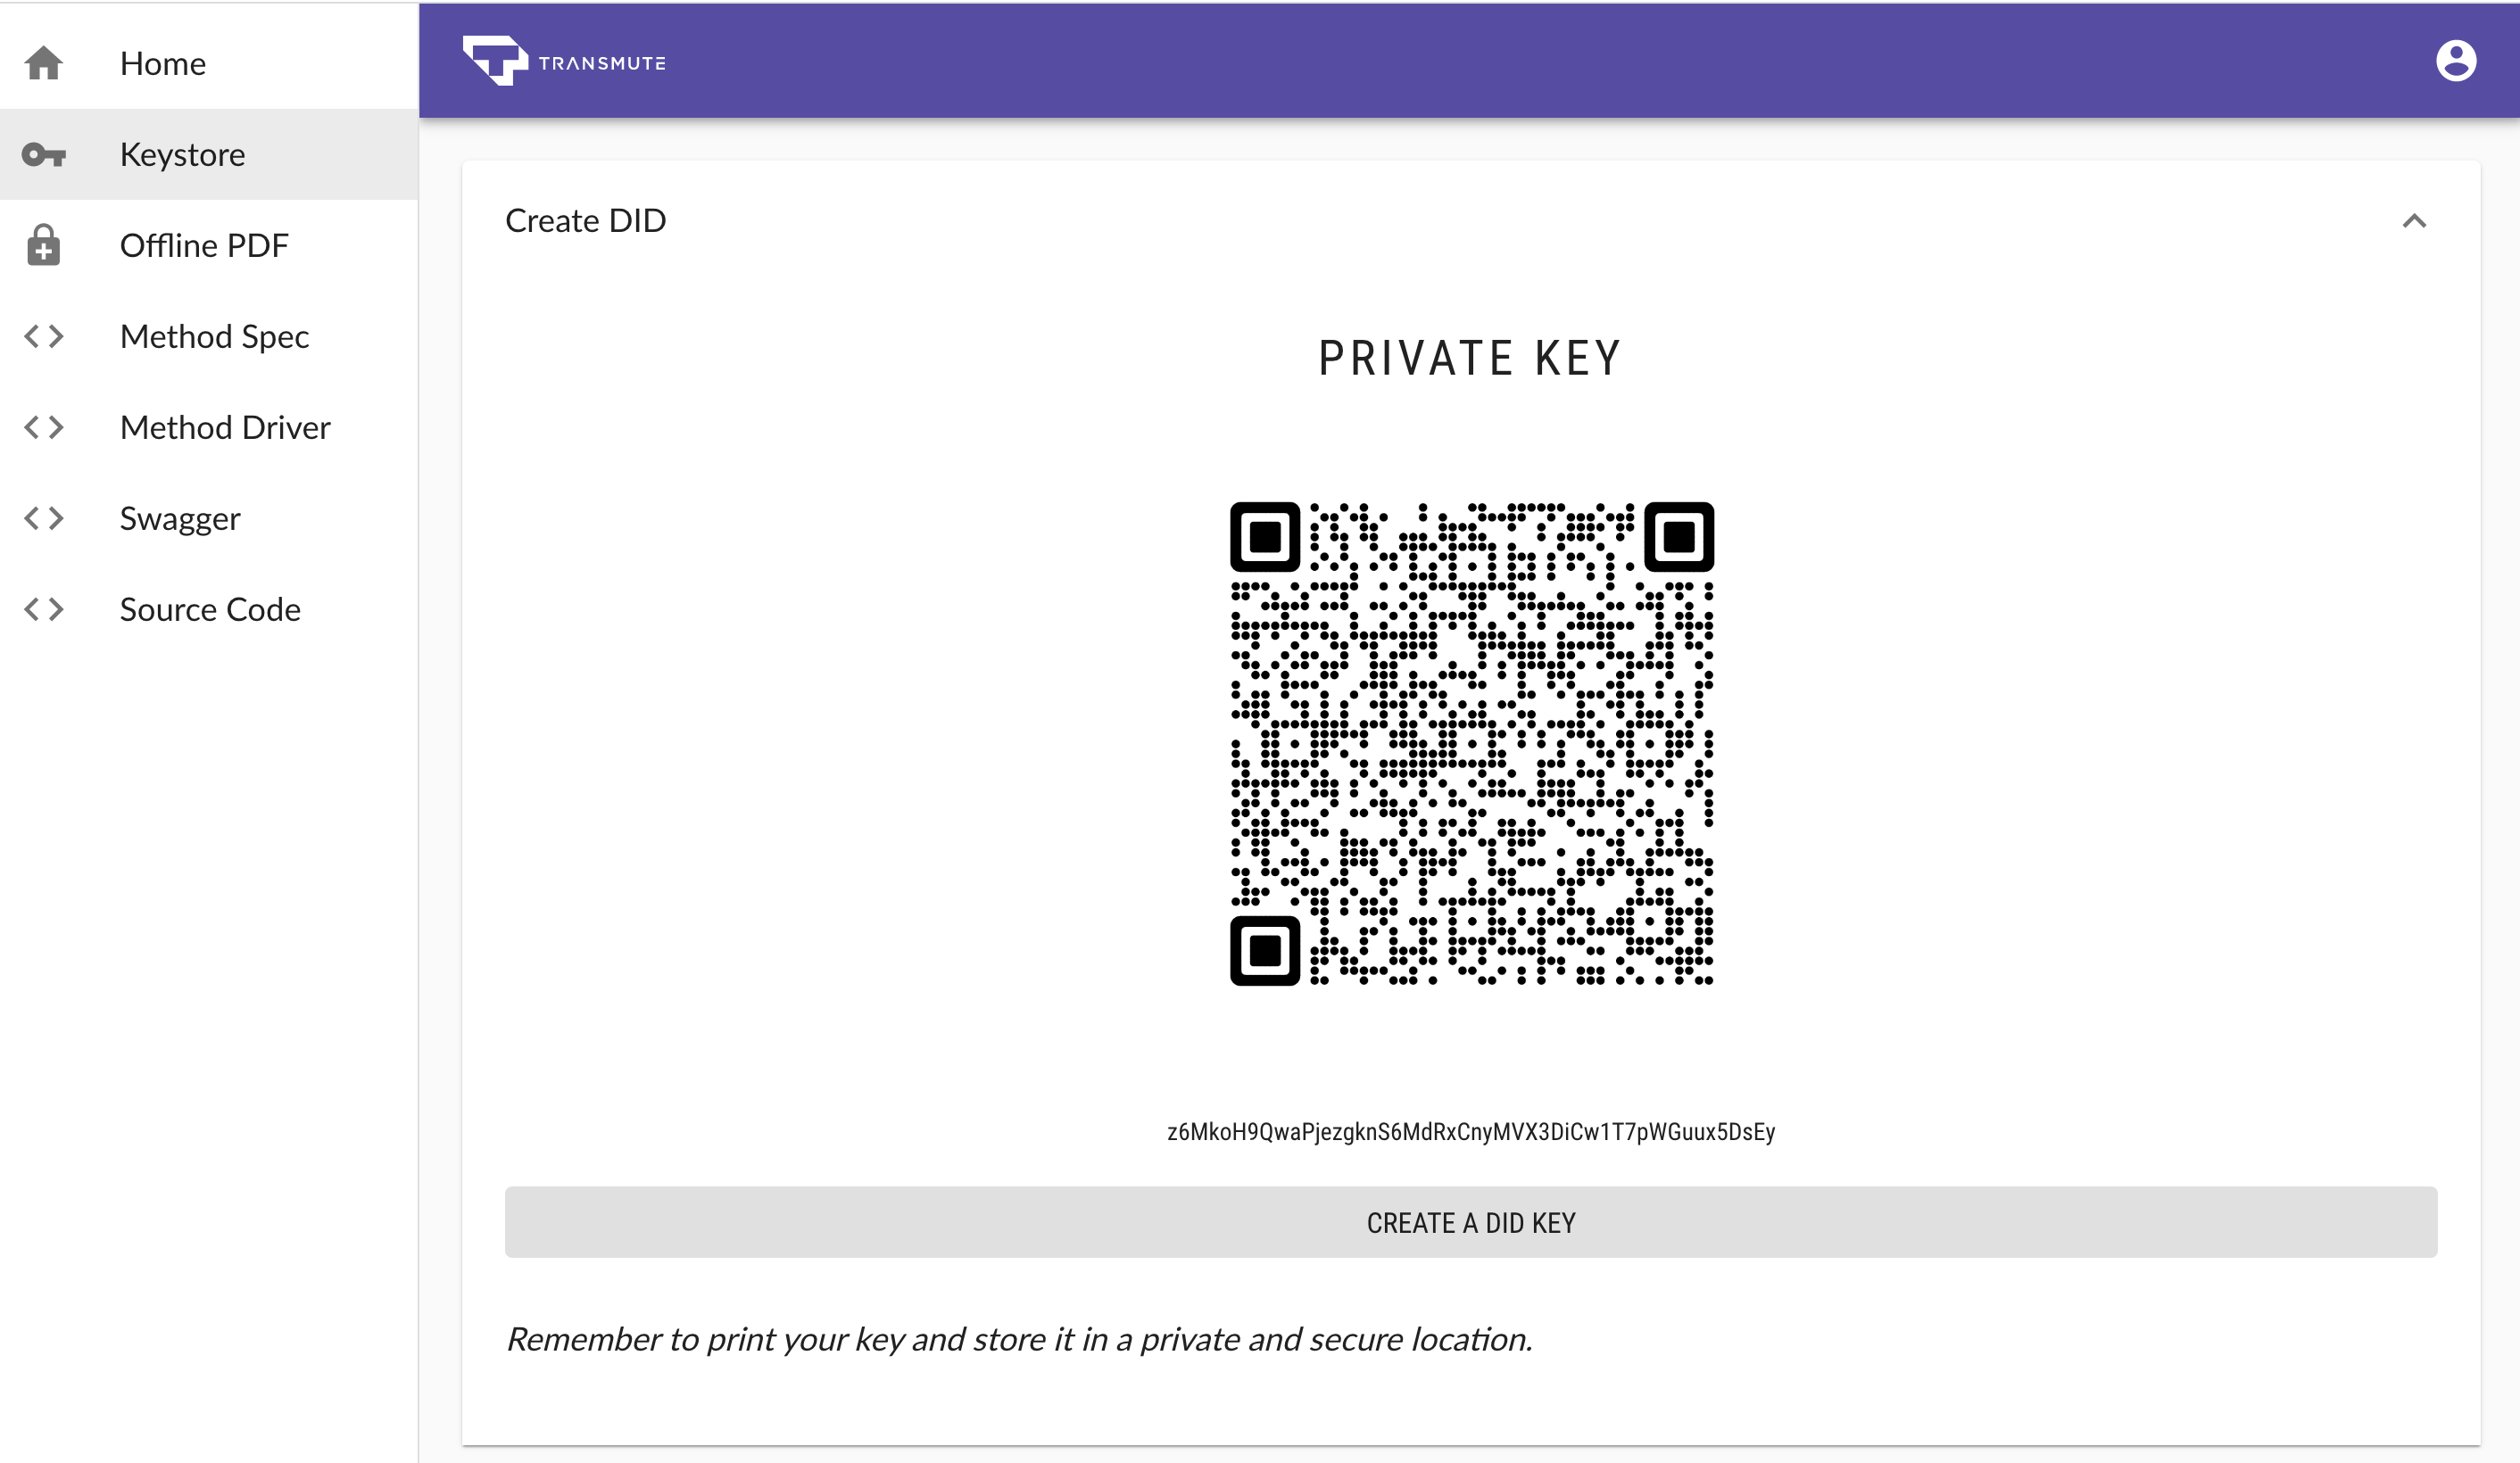 Home
Keystore
Offline PDF
Method Spec
Method Driver
Swagger
Source Code
TRANSMUTE
Create DID
PRIVATE KEY
z6MkoH9QwaPjezgknS6MdRxCnyMVX3DiCw1T7pWGuux5DsEy
CREATE A DID KEY
Remember to print your key and store it in a private and secure location.